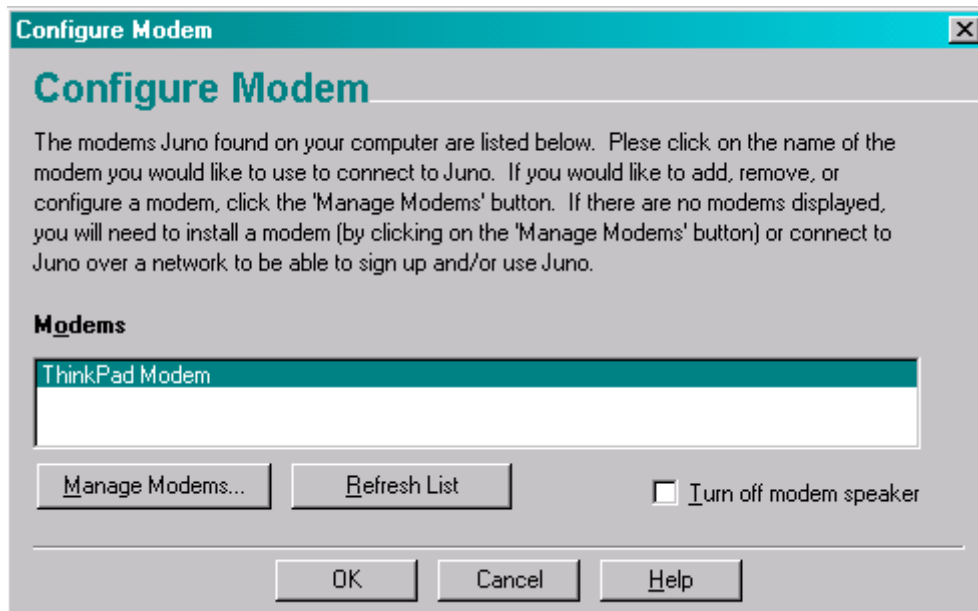 Configure Modem
Configure Modem
The modems Juno found on your computer are listed below.  Plese click on the name of the
modem you would like to use to connect to Juno.  If you would like to add, remove, or
configure a modem, click the 'Manage Modems' button.  If there are no modems displayed,
you will need to install a modem (by clicking on the 'Manage Modems' button) or connect to
Juno over a network to be able to sign up and/or use Juno.
Modems
ThinkPad Modem
Manage Modems... Refresh List Turn off modem speaker
OK Cancel Help